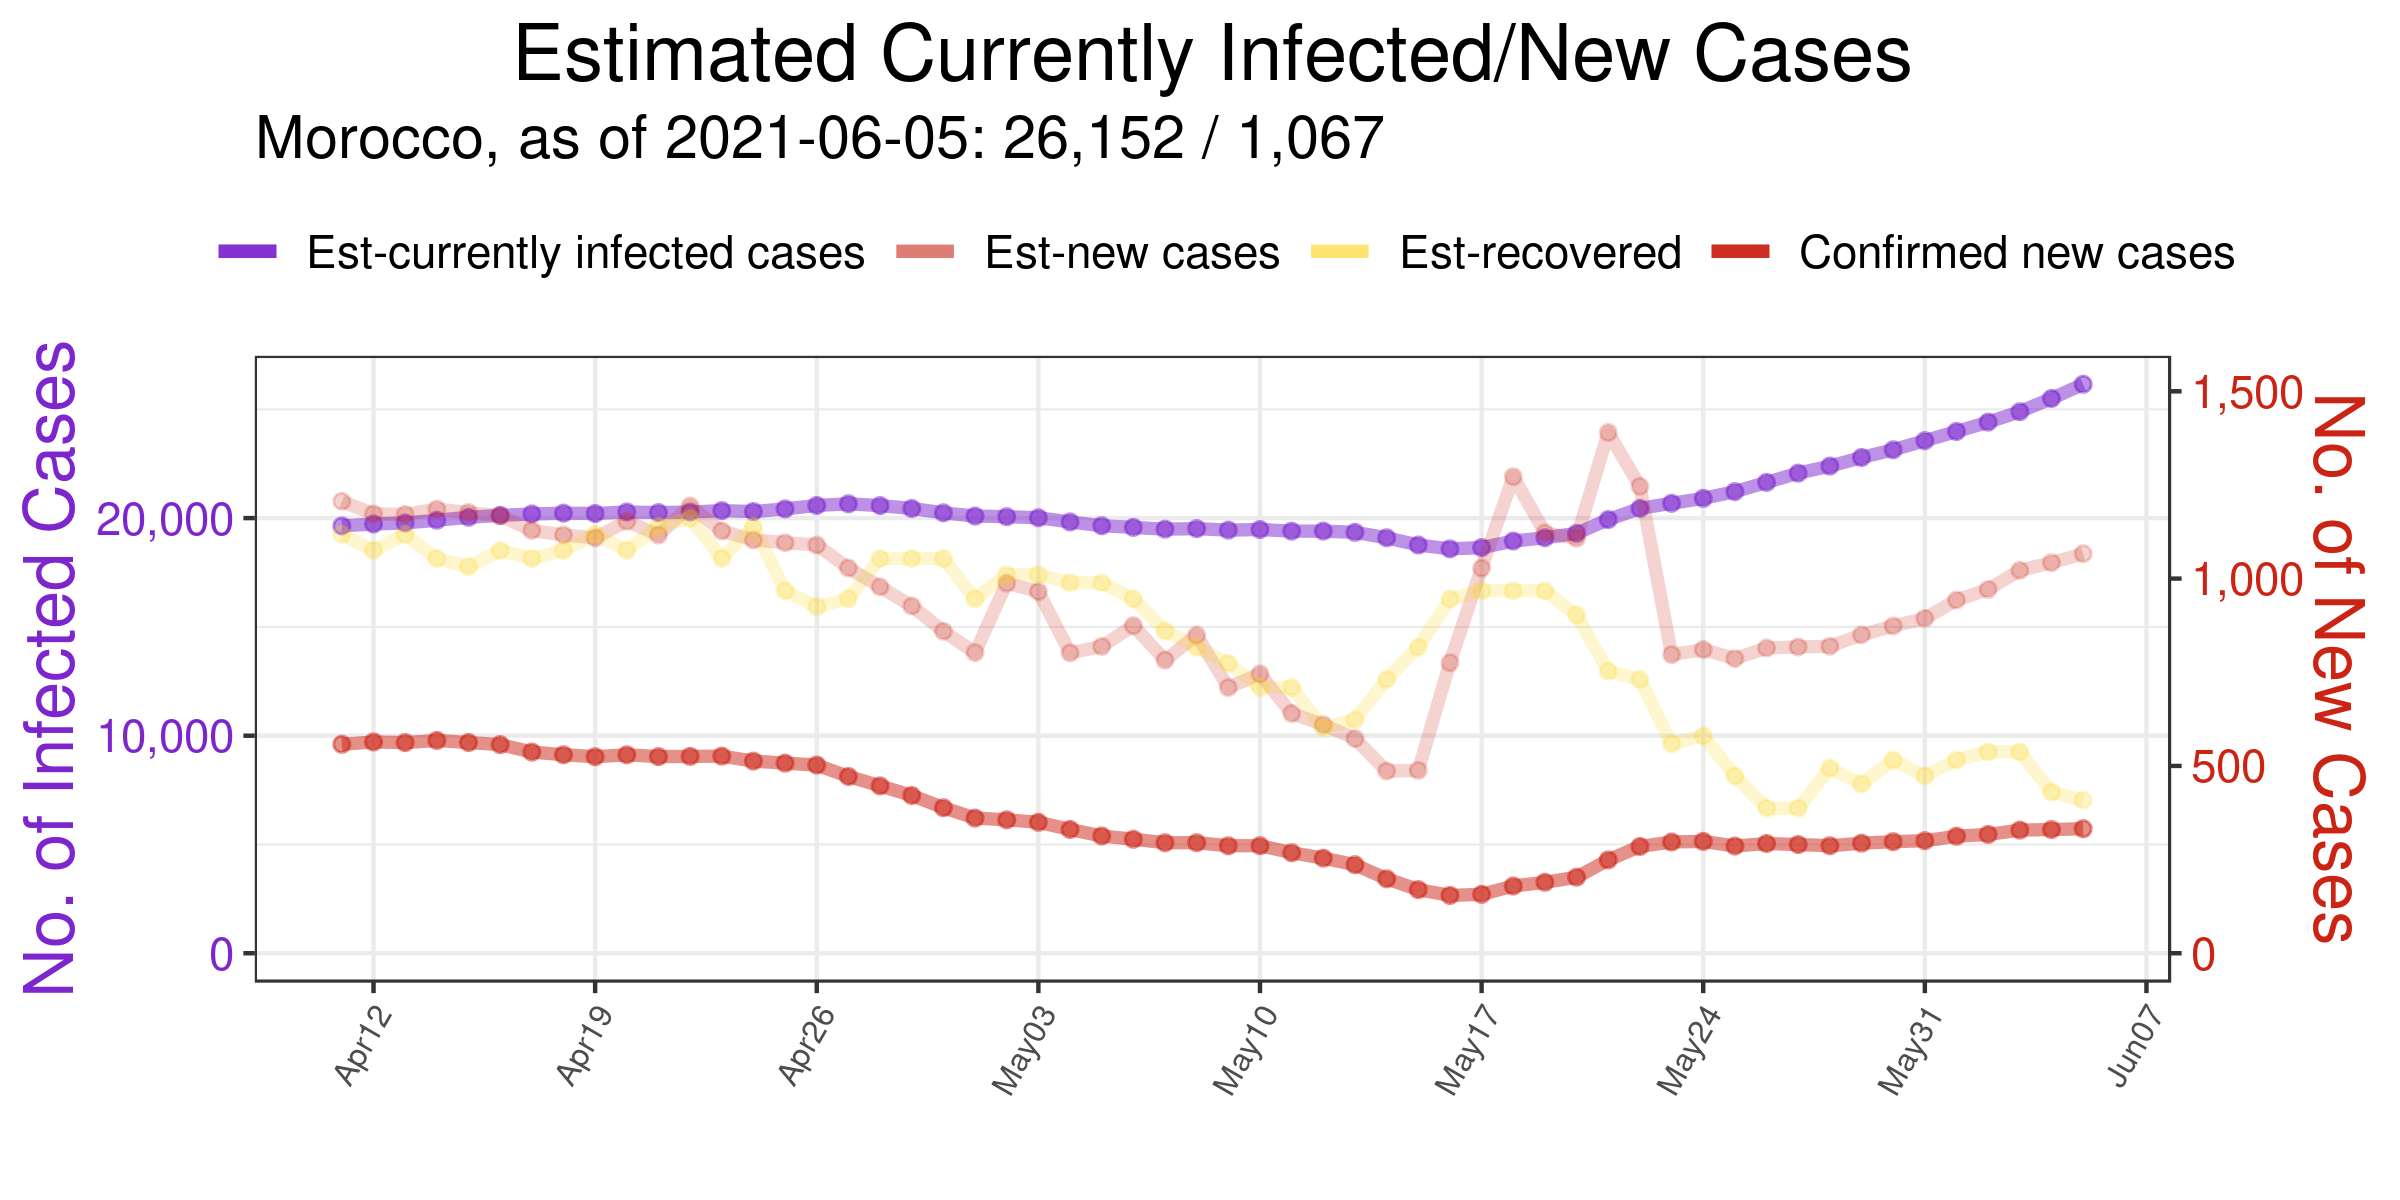 Estimated Currently Infected/New Cases
Morocco, as of 2021-06-05: 26,152 / 1,067
Est-currently infected cases Est-new cases Est-recovered Confirmed new cases
No. of Infected Cases
20,000
10,000
0
1,500
1,000
500
0
No. of New Cases
Apr12 Apr19 Apr26 May03 May10 May17 May24 May31 Jun07